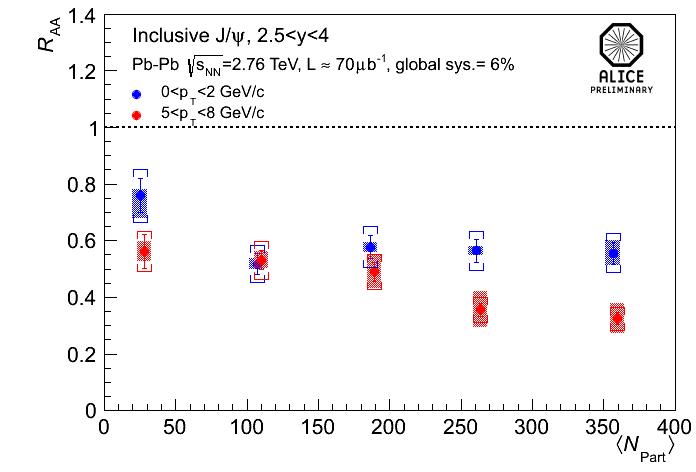 R_AA
1.4
1.2
1
0.8
0.6
0.4
0.2
0
Inclusive J/ψ, 2.5<y<4
Pb-Pb √s_NN=2.76 TeV, L ≈ 70μb⁻¹, global sys.= 6%
0<p_T<2 GeV/c
5<p_T<8 GeV/c
ALICE
PRELIMINARY
0 50 100 150 200 250 300 350 400
⟨N_Part⟩